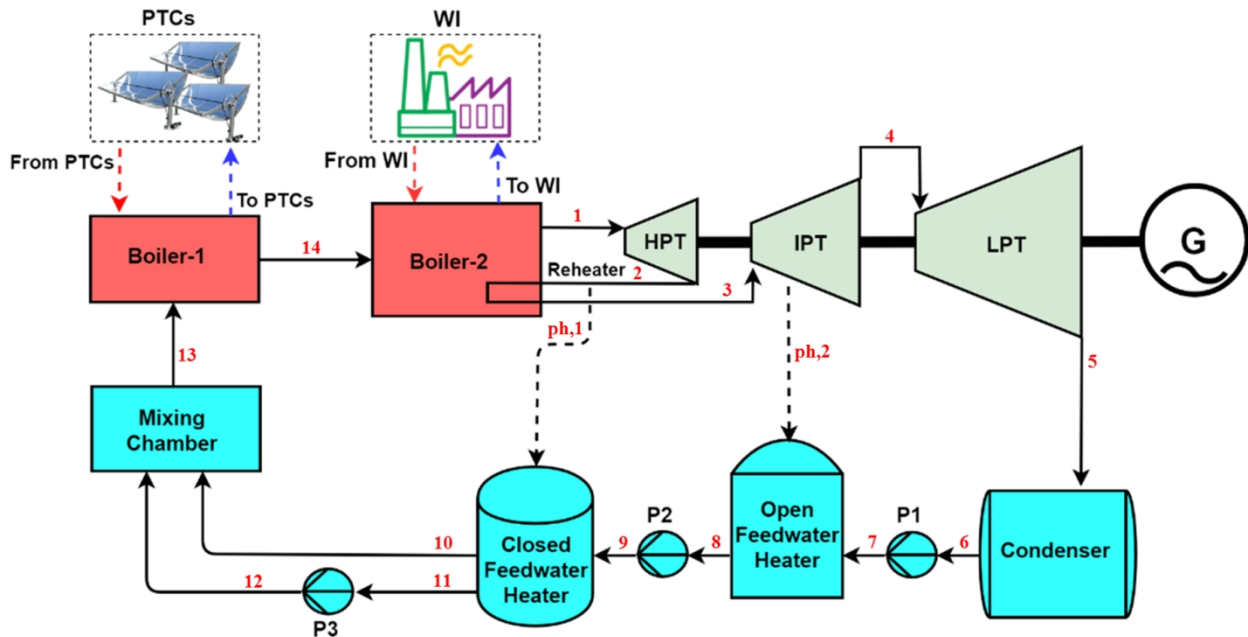 PTCs
WI
From PTCs
To PTCs
From WI
To WI
4
1
HPT
IPT
LPT
G
Boiler-1
14
Boiler-2
Reheater
2
3
ph,1
ph,2
13
5
Mixing
Chamber
P2
Open
Feedwater
Heater
P1
Condenser
10
Closed
Feedwater
Heater
9
8
7
6
12
11
P3